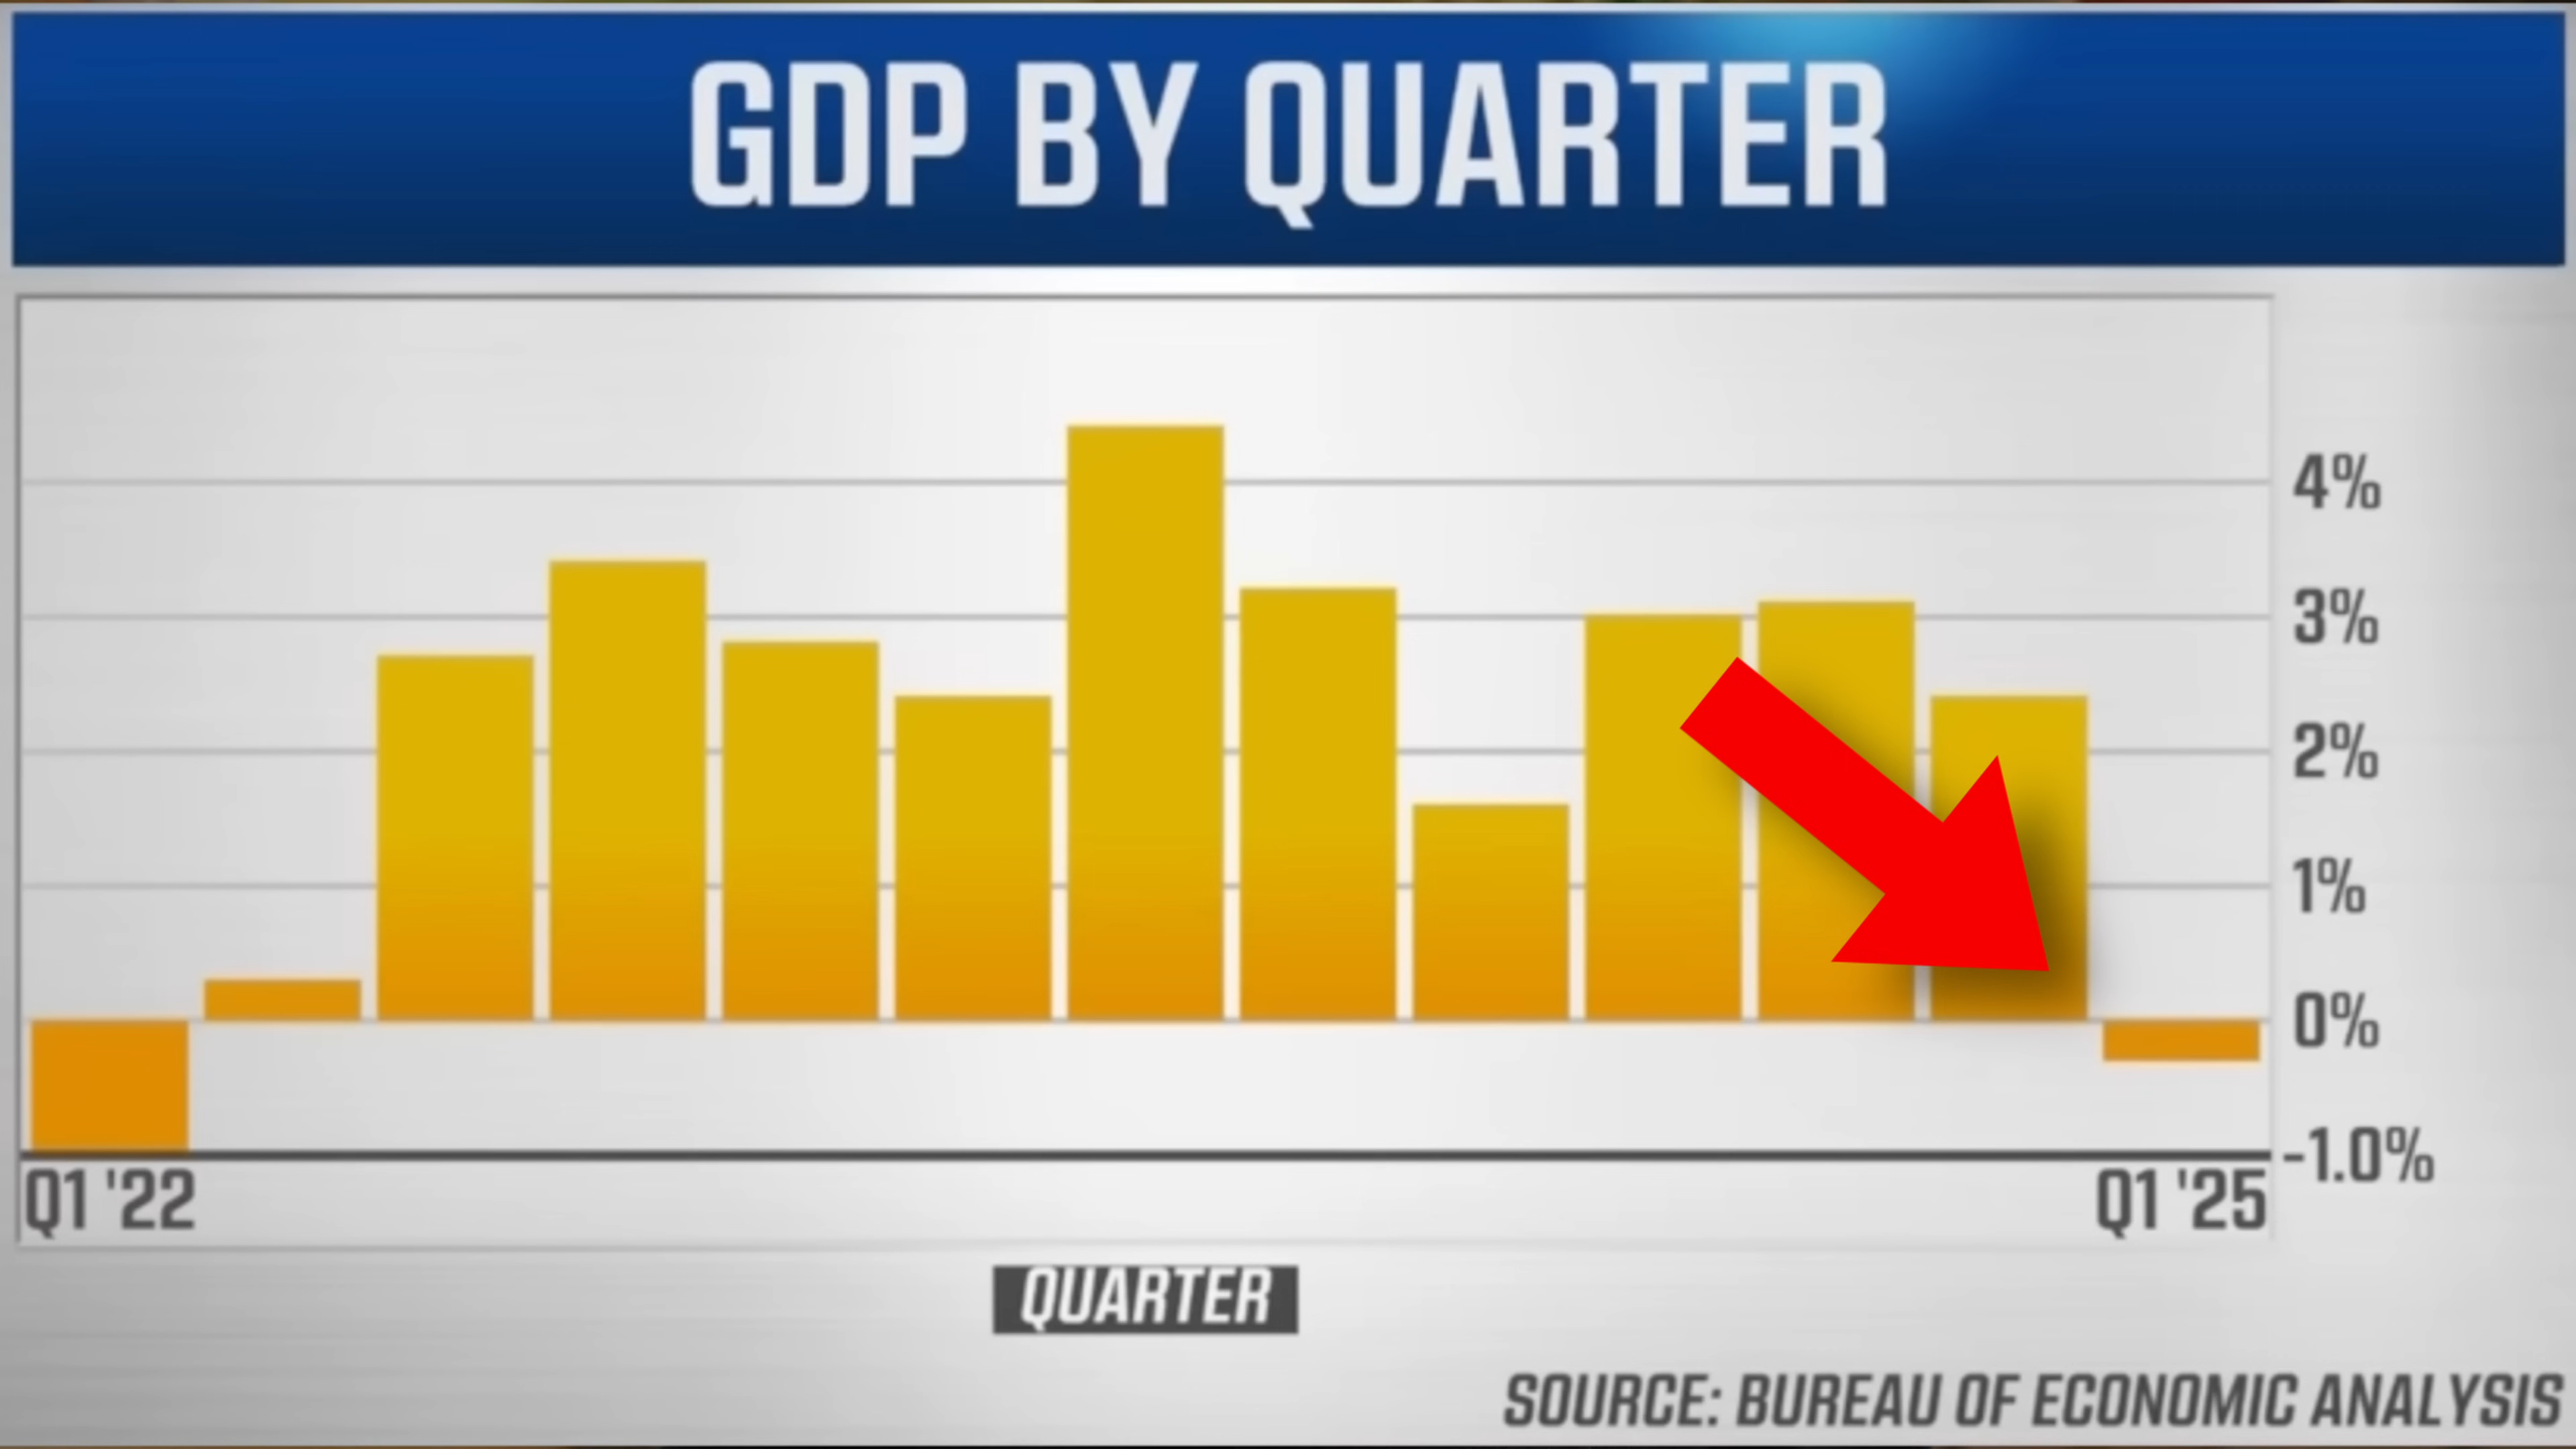 GDP BY QUARTER
4%
3%
2%
1%
0%
-1.0%
Q1 '22
Q1 '25
QUARTER
SOURCE: BUREAU OF ECONOMIC ANALYSIS